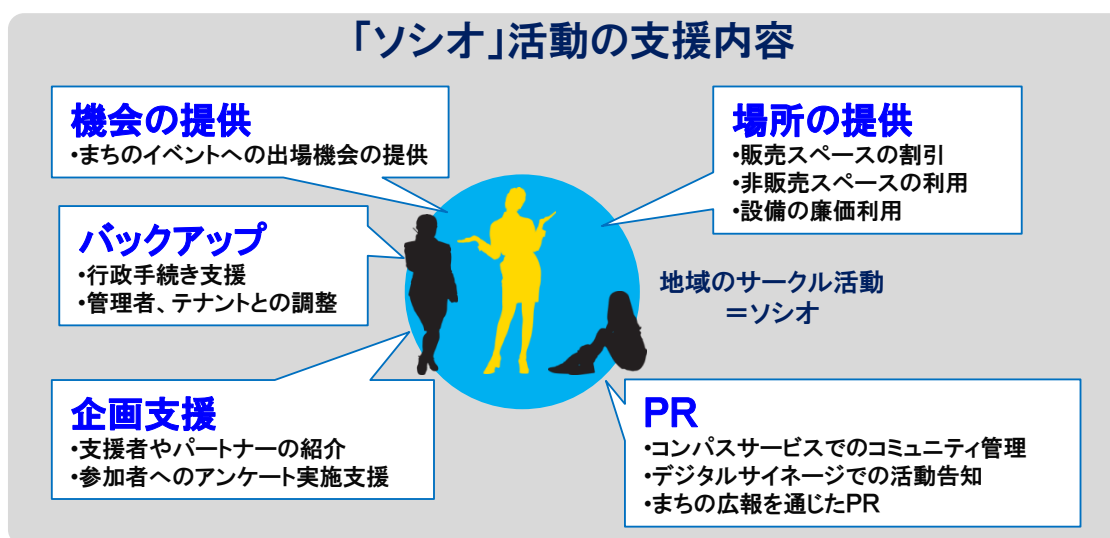 「ソシオ」活動の支援内容
機会の提供
・まちのイベントへの出場機会の提供
場所の提供
・販売スペースの割引
・非販売スペースの利用
・設備の廉価利用
バックアップ
・行政手続き支援
・管理者、テナントとの調整
地域のサークル活動
＝ソシオ
企画支援
・支援者やパートナーの紹介
・参加者へのアンケート実施支援
PR
・コンパスサービスでのコミュニティ管理
・デジタルサイネージでの活動告知
・まちの広報を通じたPR